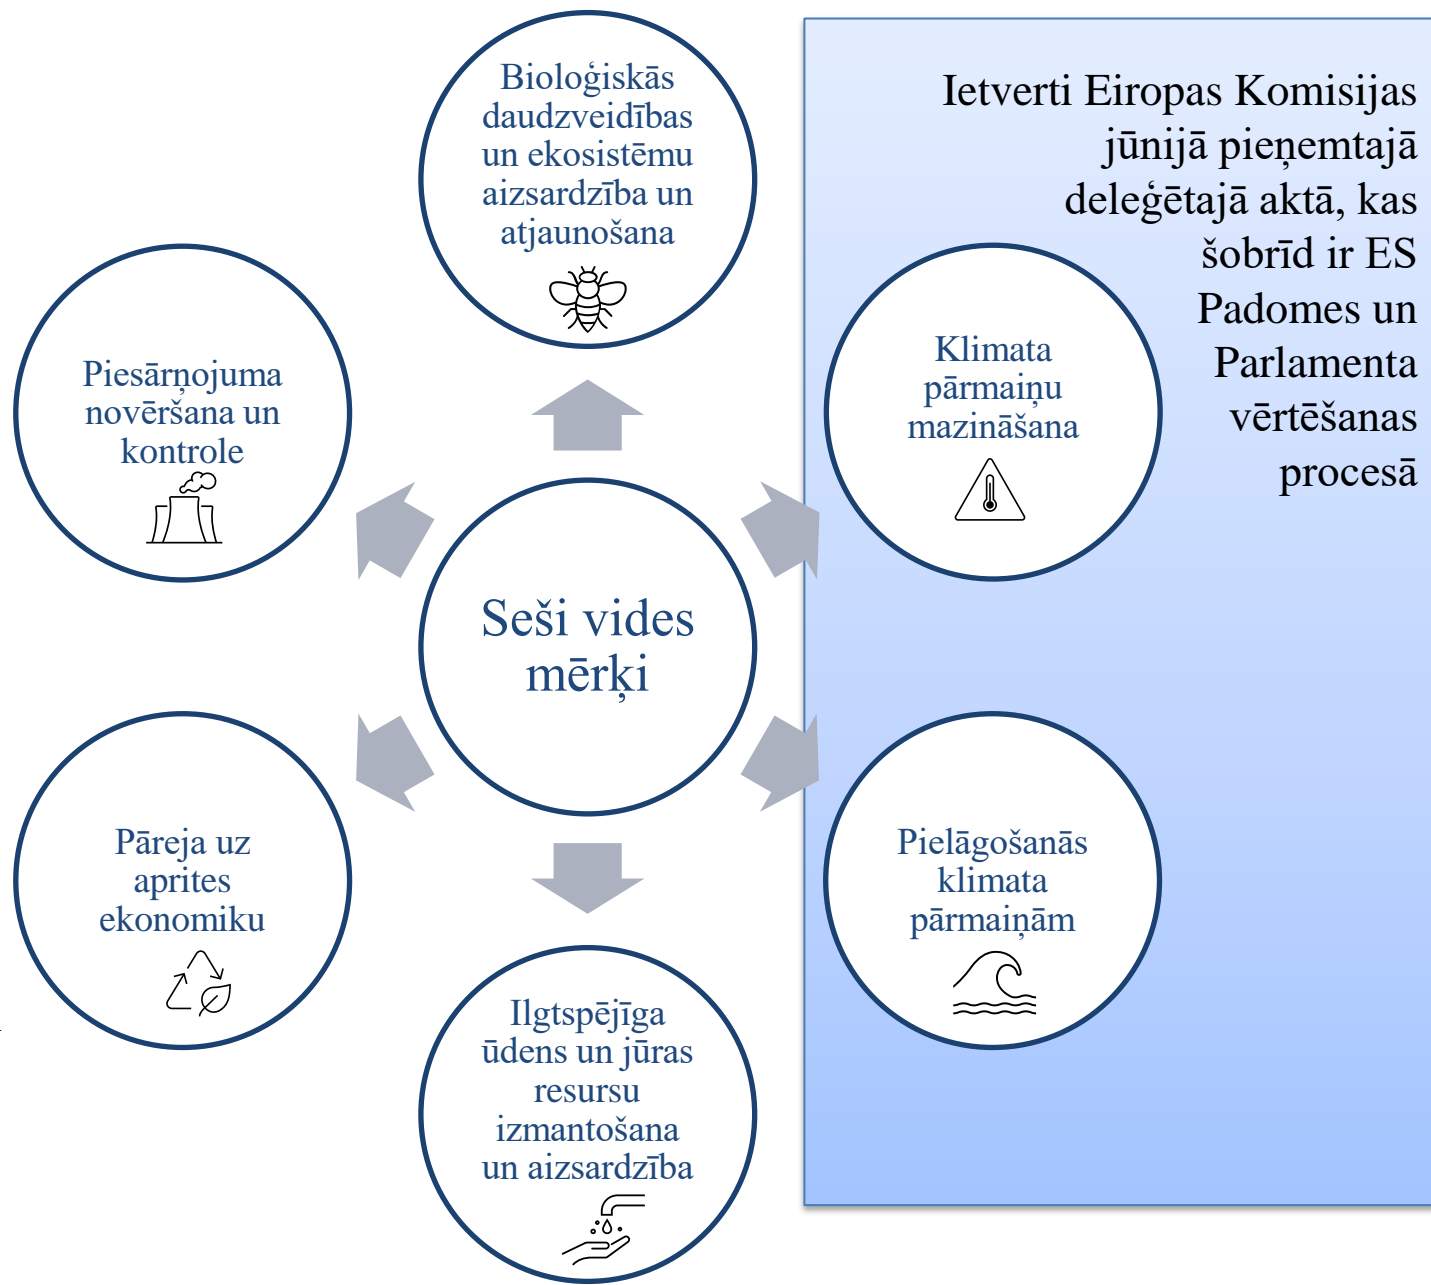 Bioloģiskās
daudzveidības
un ekosistēmu
aizsardzība un
atjaunošana
Ietverti Eiropas Komisijas
jūnijā pieņemtajā
deleģētajā aktā, kas
šobrīd ir ES
Padomes un
Parlamenta
vērtēšanas
procesā
Piesārņojuma
novēršana un
kontrole
Klimata
pārmaiņu
mazināšana
Seši vides
mērķi
Pāreja uz
aprites
ekonomiku
Pielāgošanās
klimata
pārmaiņām
Ilgtspējīga
ūdens un jūras
resursu
izmantošana
un aizsardzība